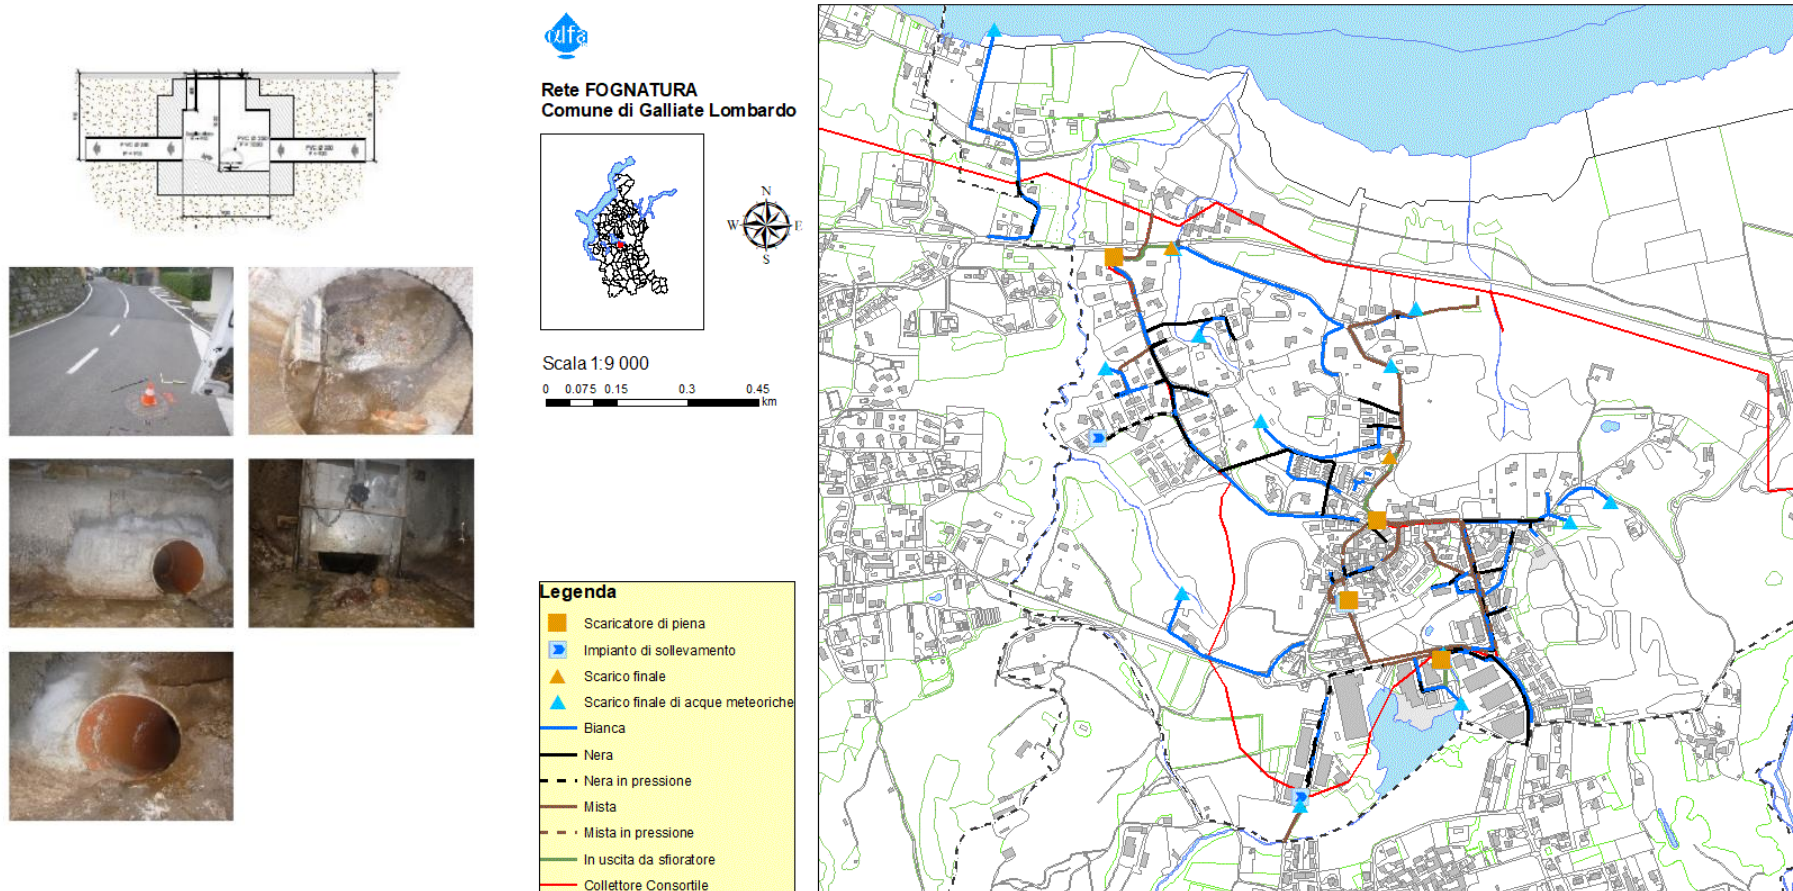 alfa
Rete FOGNATURA
Comune di Galliate Lombardo
N
W
E
S
Scala 1:9 000
0 0.075 0.15 0.3 0.45
km
Legenda
Scaricatore di piena
Impianto di sollevamento
Scarico finale
Scarico finale di acque meteoriche
Bianca
Nera
Nera in pressione
Mista
Mista in pressione
In uscita da sfioratore
Collettore Consortile